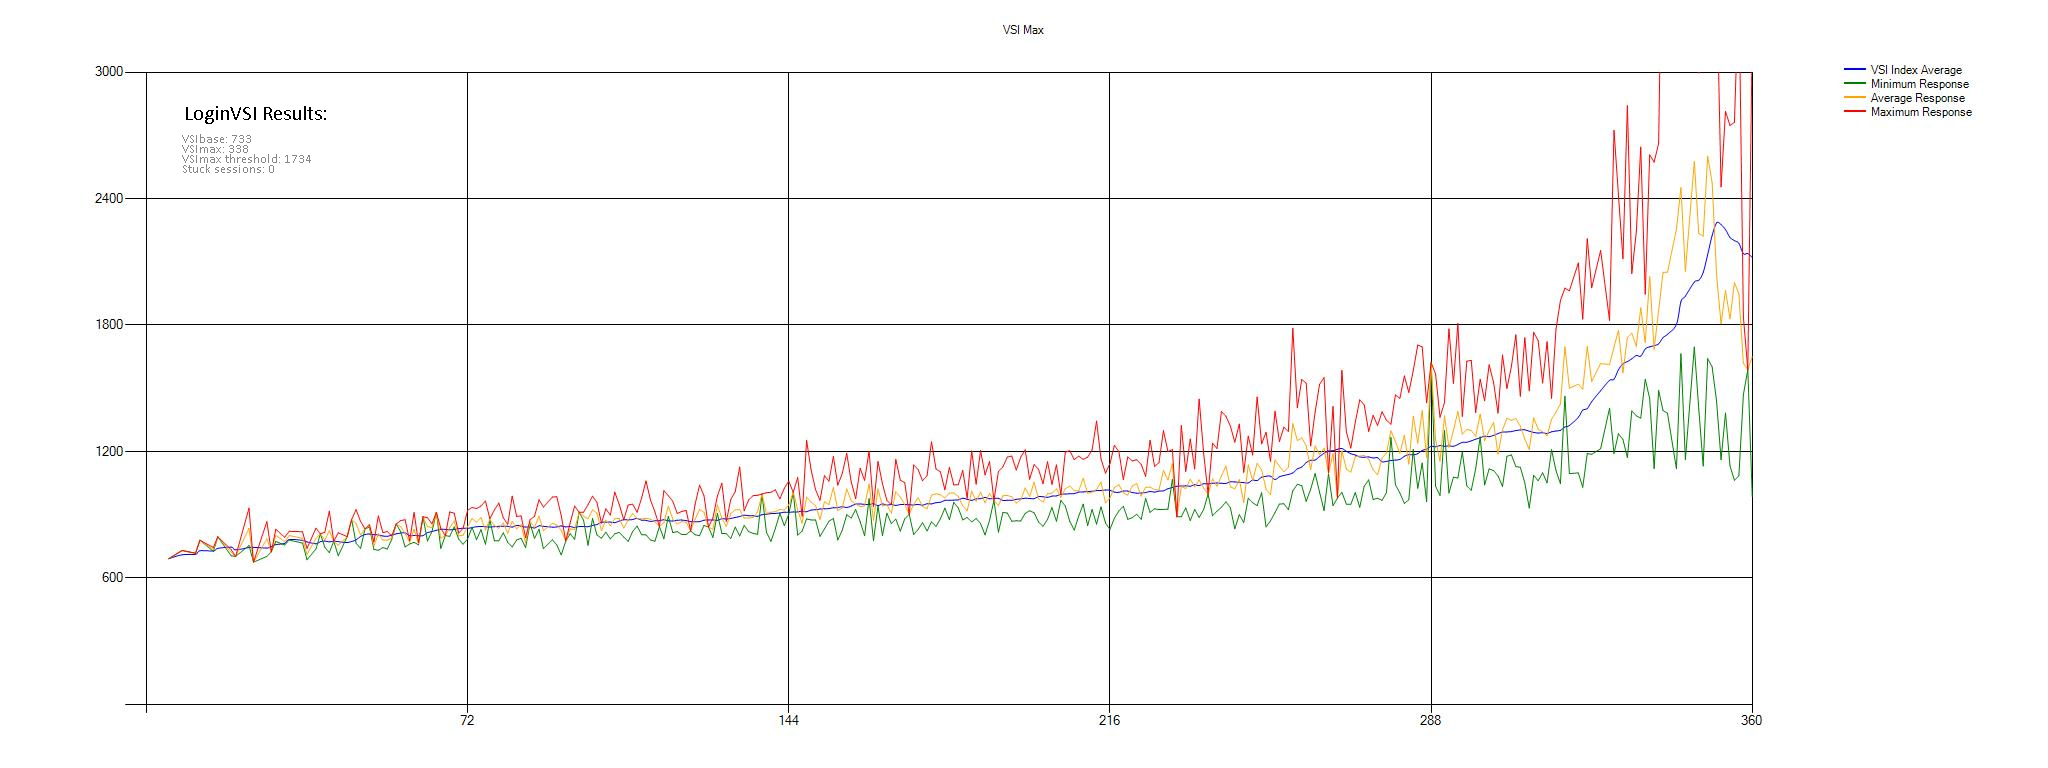 VSI Max
3000
2400
1800
1200
600
LoginVSI Results:
VSIbase: 733
VSImax: 338
VSImax threshold: 1734
Stuck sessions: 0
VSI Index Average
Minimum Response
Average Response
Maximum Response
72
144
216
288
360